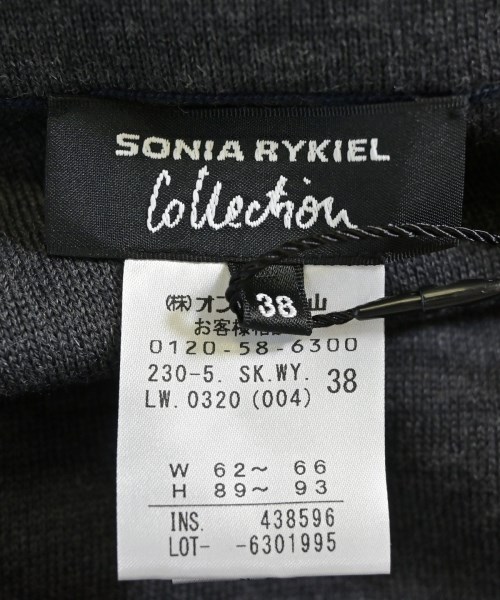 SONIA RYKIEL
Collection
38
(株)オン 山
お客様相
0120-58-6300
230-5. SK.WY. 38
LW. 0320 (004)
W 62〜 66
H 89〜 93
INS. 438596
LOT- -6301995